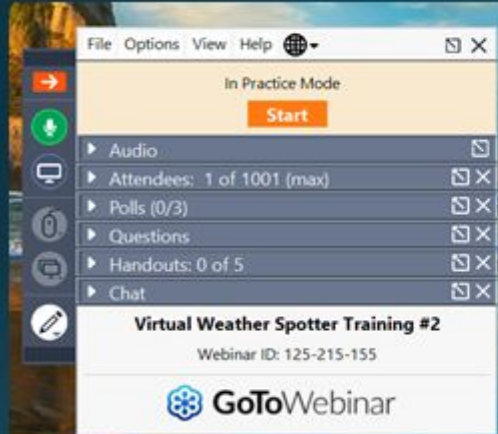 File Options View Help
In Practice Mode
Start
Audio
Attendees: 1 of 1001 (max)
Polls (0/3)
Questions
Handouts: 0 of 5
Chat
Virtual Weather Spotter Training #2
Webinar ID: 125-215-155
GoToWebinar